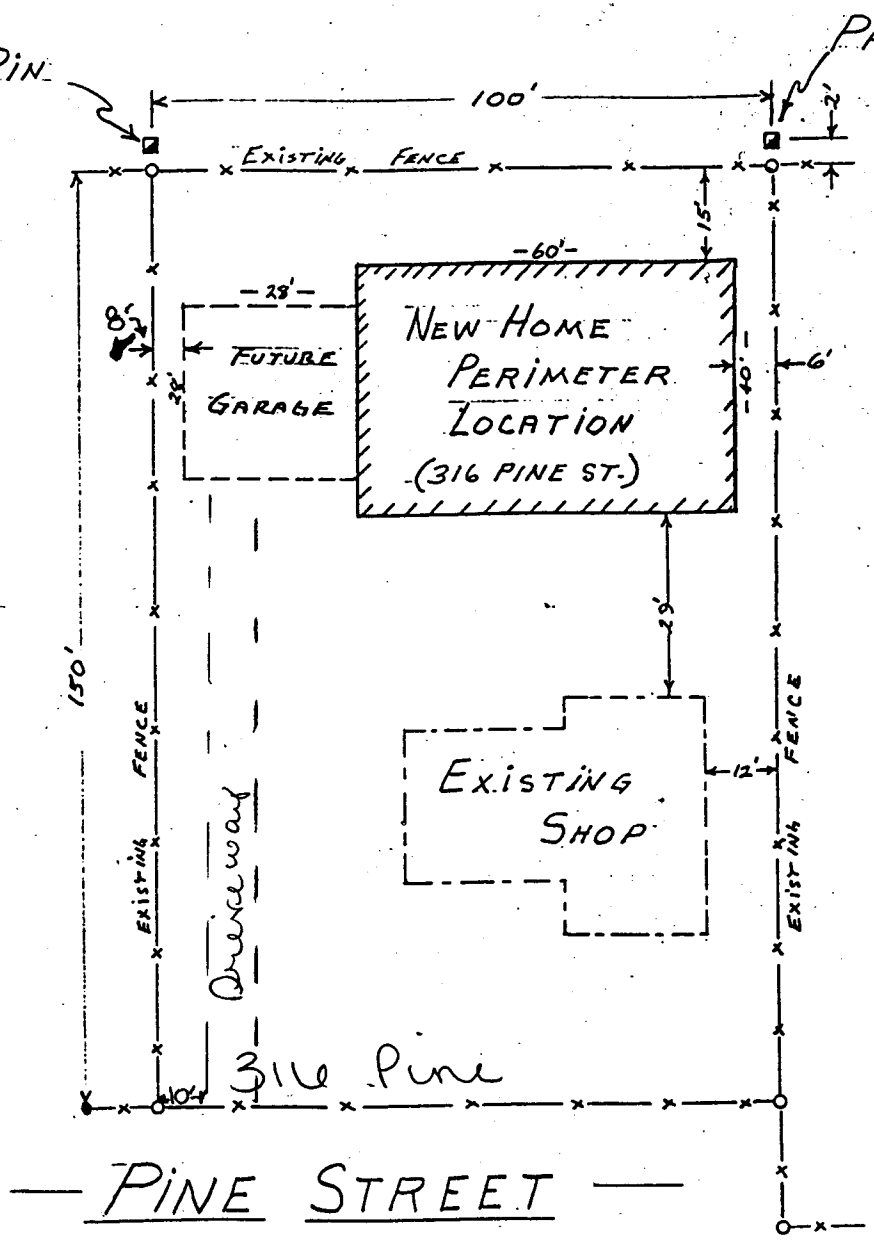 PIN
100'
2'
EXISTING FENCE
15'
-60'-
-28'-
8'
NEW HOME
PERIMETER
LOCATION
(316 PINE ST.)
FUTURE
GARAGE
28'
-40'-
6'
29'
150'
EXISTING FENCE
Driveway
EXISTING
SHOP
12'
EXISTING FENCE
10'
316 Pine
PINE STREET